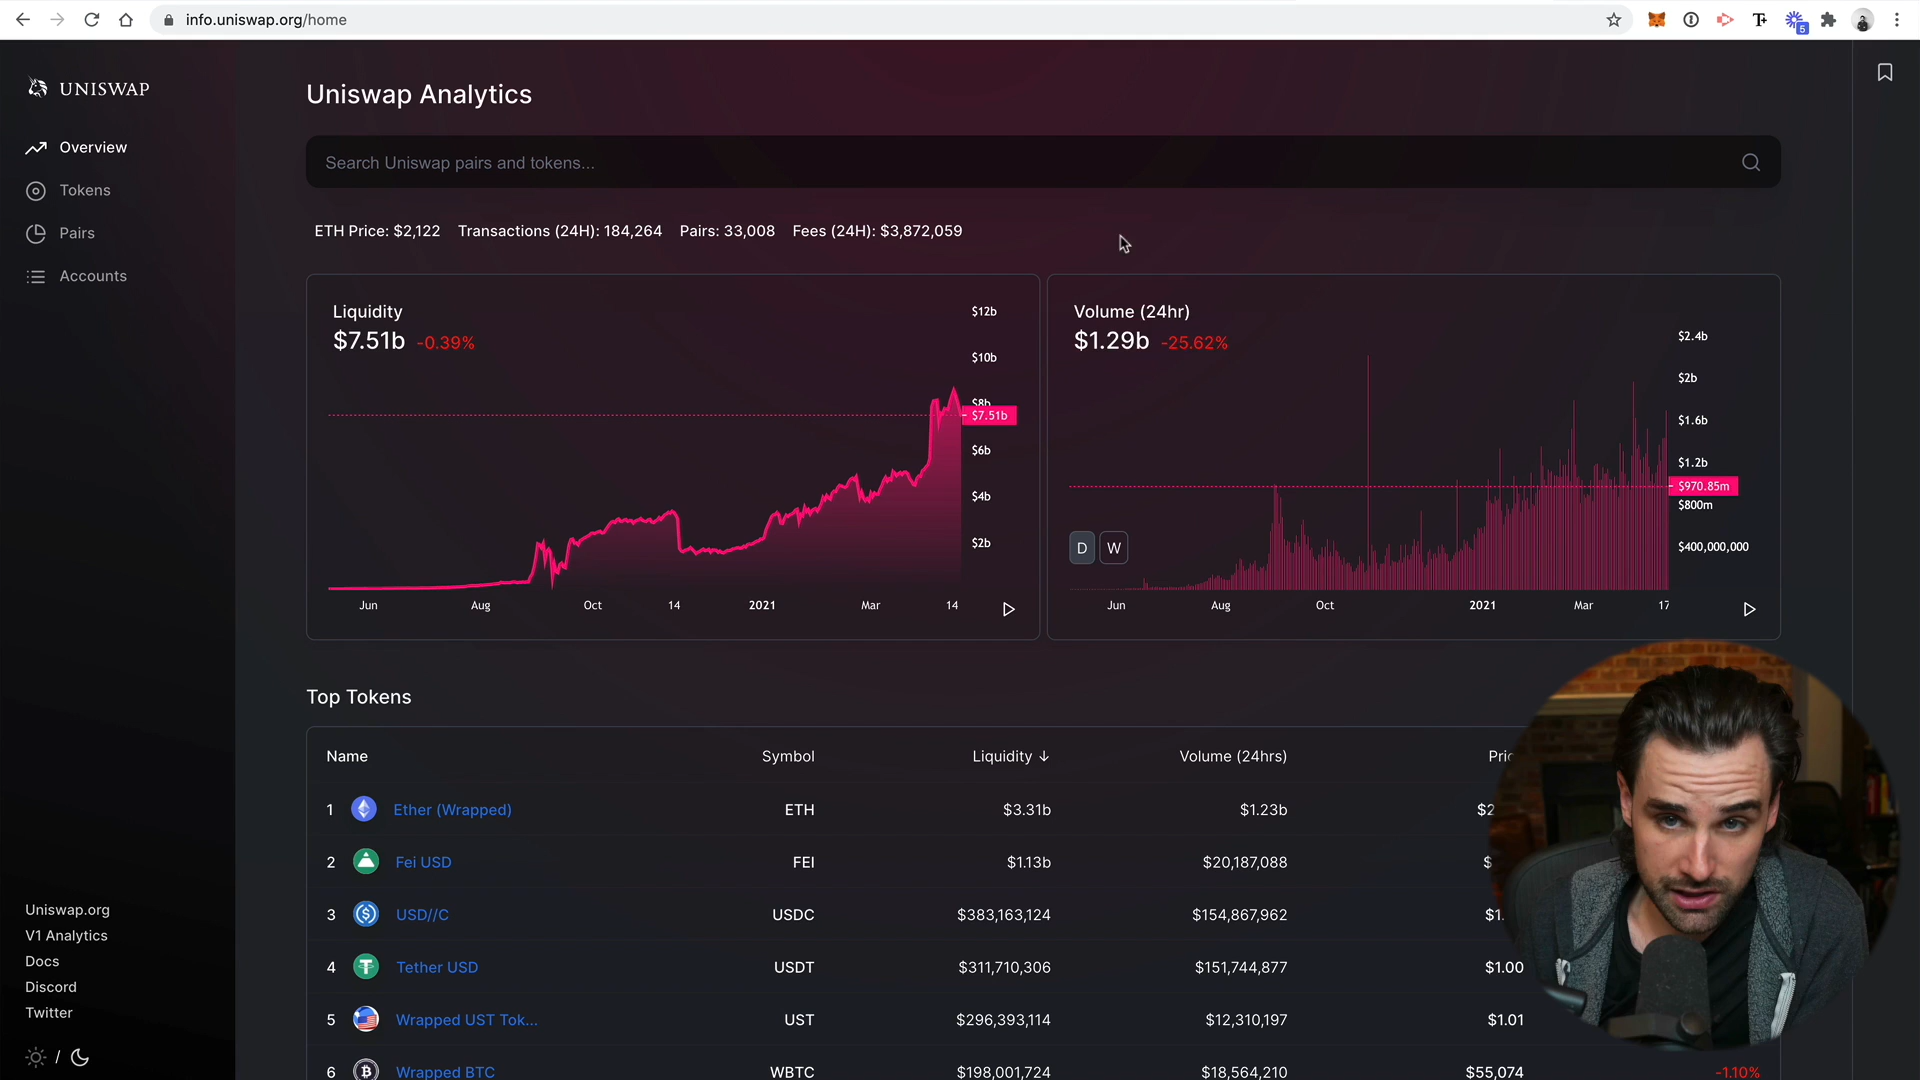 info.uniswap.org/home
5
UNISWAP
Overview
Tokens
Pairs
Accounts
Uniswap.org
V1 Analytics
Docs
Discord
Twitter
/
Uniswap Analytics
Search Uniswap pairs and tokens...
ETH Price: $2,122 Transactions (24H): 184,264 Pairs: 33,008 Fees (24H): $3,872,059
Liquidity
$7.51b -0.39%
$12b
$10b
$8b
$7.51b
$6b
$4b
$2b
Jun Aug Oct 14 2021 Mar 14
Volume (24hr)
$1.29b -25.62%
$2.4b
$2b
$1.6b
$1.2b
$970.85m
$800m
$400,000,000
D W
Jun Aug Oct 2021 Mar 17
Top Tokens
Name Symbol Liquidity ↓ Volume (24hrs)
1 Ether (Wrapped) ETH $3.31b $1.23b
2 Fei USD FEI $1.13b $20,187,088
3 USD//C USDC $383,163,124 $154,867,962
4 Tether USD USDT $311,710,306 $151,744,877 $1.00
5 Wrapped UST Tok... UST $296,393,114 $12,310,197 $1.01
6 Wrapped BTC WBTC $198,001,724 $18,564,210 $55,074 -1.10%